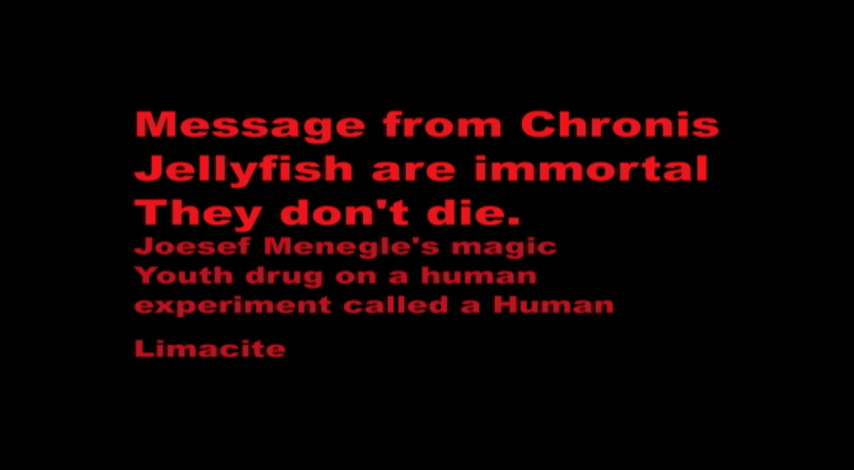 Message from Chronis
Jellyfish are immortal
They don't die.
Joesef Menegle's magic
Youth drug on a human
experiment called a Human
Limacite